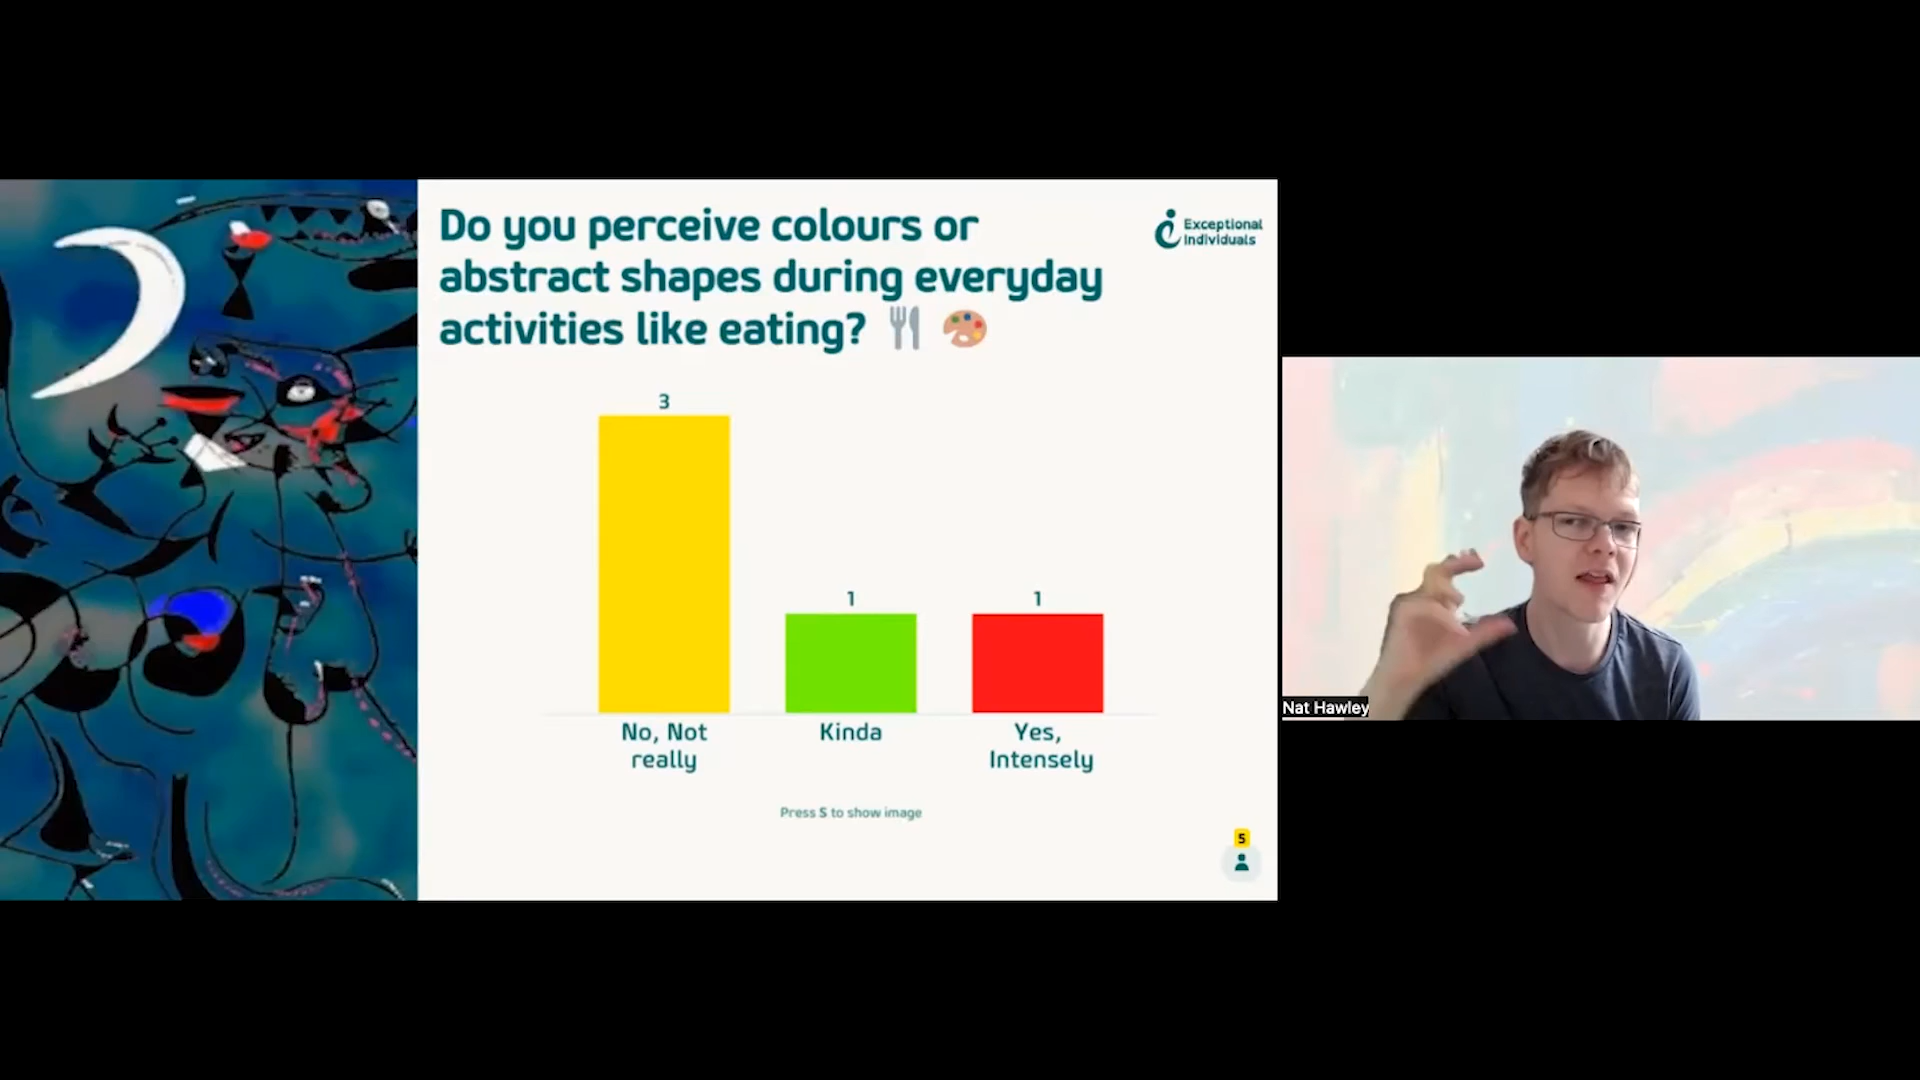 Do you perceive colours or
abstract shapes during everyday
activities like eating?
Exceptional
Individuals
3
1
1
No, Not
really
Kinda
Yes,
Intensely
Press S to show image
5
Nat Hawley